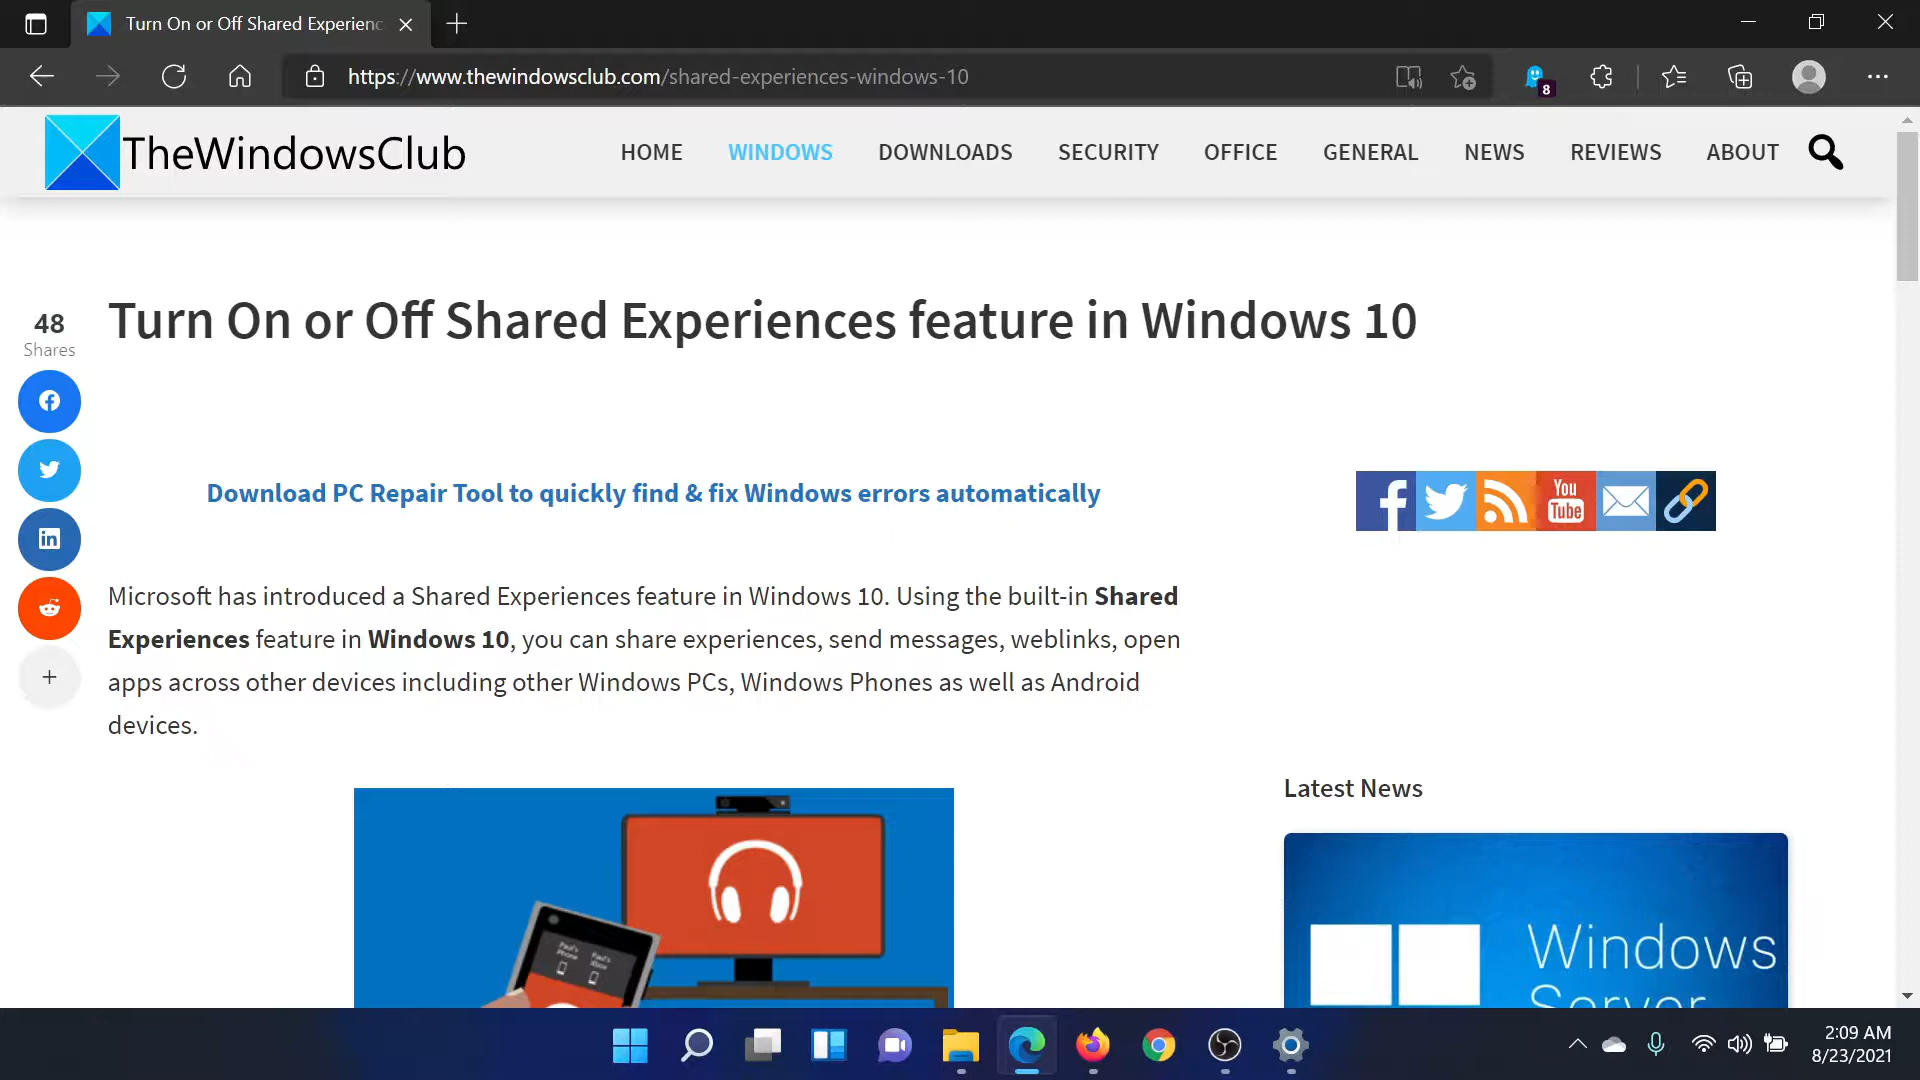 Turn On or Off Shared Experienc
https://www.thewindowsclub.com/shared-experiences-windows-10
8
TheWindowsClub
HOME
WINDOWS
DOWNLOADS
SECURITY
OFFICE
GENERAL
NEWS
REVIEWS
ABOUT
48
Shares
Turn On or Off Shared Experiences feature in Windows 10
Download PC Repair Tool to quickly find & fix Windows errors automatically
You
Tube
Microsoft has introduced a Shared Experiences feature in Windows 10. Using the built-in Shared
Experiences feature in Windows 10, you can share experiences, send messages, weblinks, open
apps across other devices including other Windows PCs, Windows Phones as well as Android
devices.
Paul's
Phone
Paul's
Xbox
Latest News
Windows
Server
2:09 AM
8/23/2021